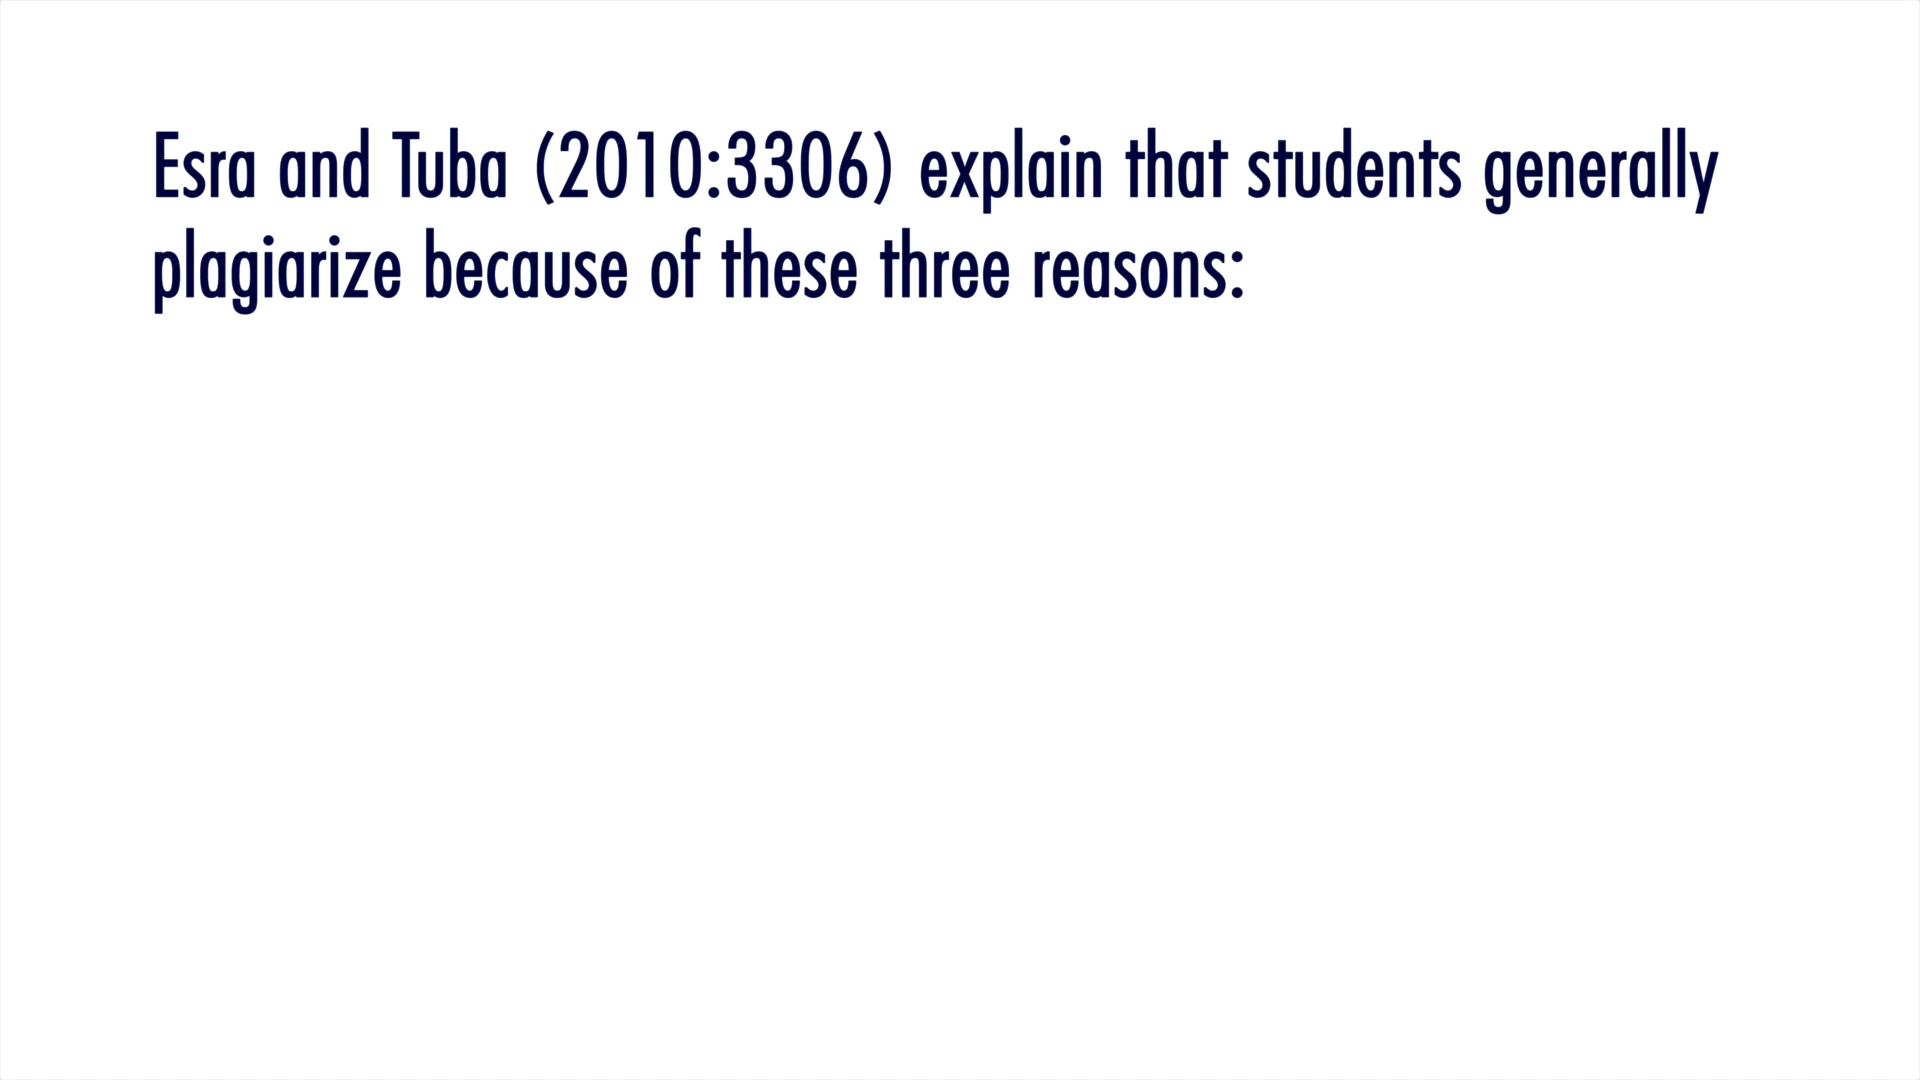 Esra and Tuba (2010:3306) explain that students generally
plagiarize because of these three reasons: